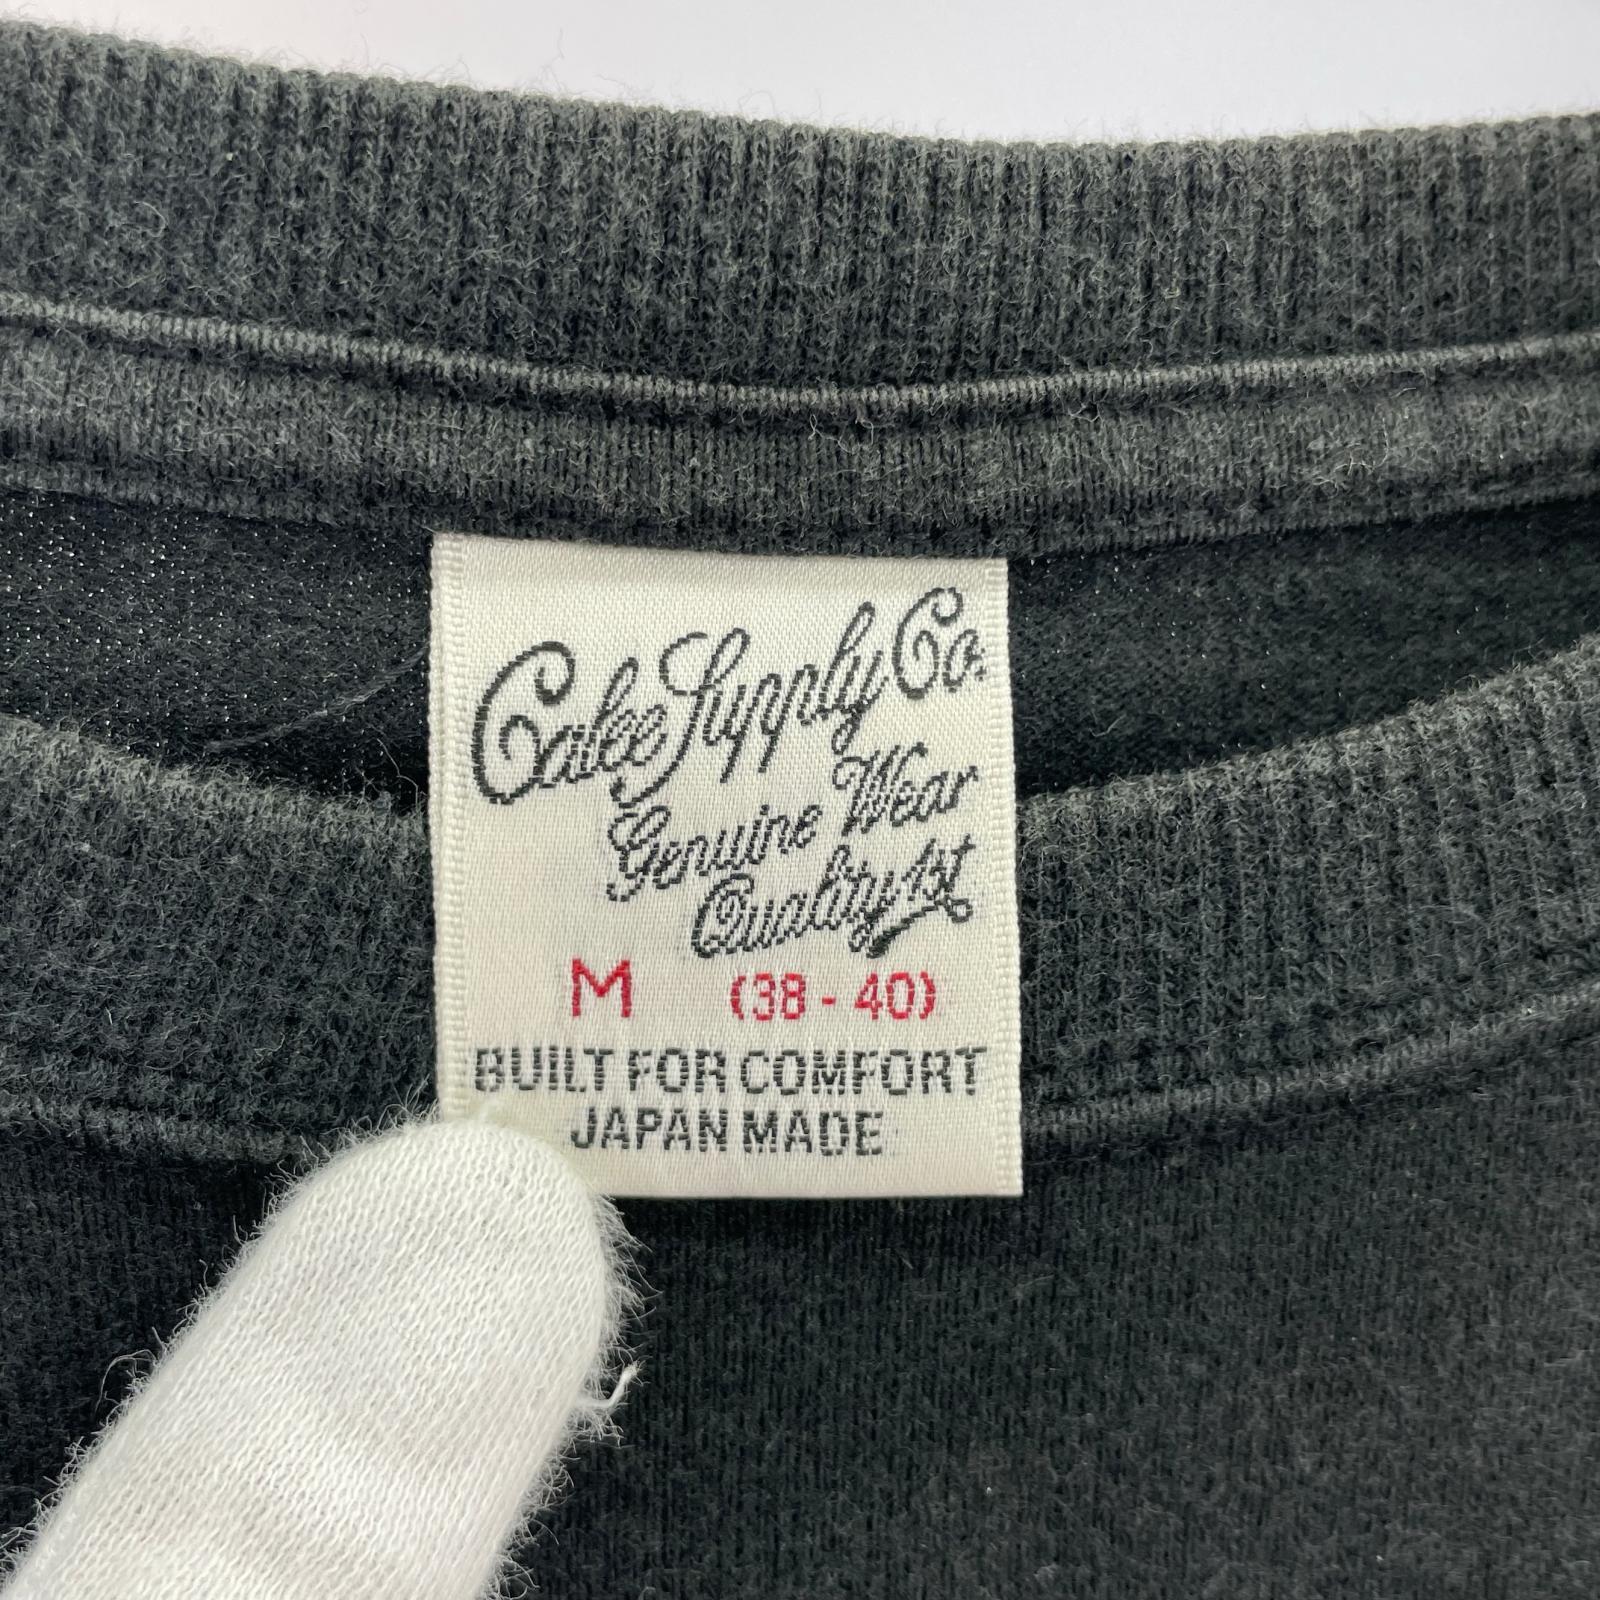 Calee Supply Co.
Genuine Wear
Quality 1st
M (38 - 40)
BUILT FOR COMFORT
JAPAN MADE